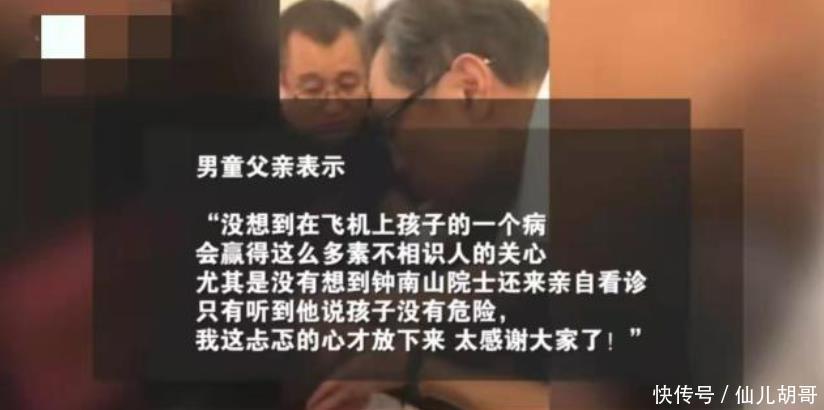 男童父亲表示
“没想到在飞机上孩子的一个病
会赢得这么多素不相识人的关心
尤其是没有想到钟南山院士还来亲自看诊
只有听到他说孩子没有危险,
我这忐忑的心才放下来 太感谢大家了!”
快传号 / 仙儿胡哥